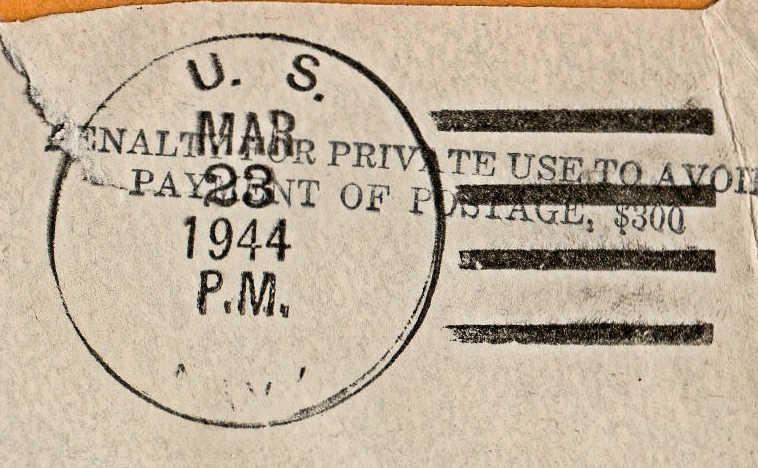 U. S.
MAR
23
1944
P.M.
PENALTY FOR PRIVATE USE TO AVOID
PAYMENT OF POSTAGE, $300